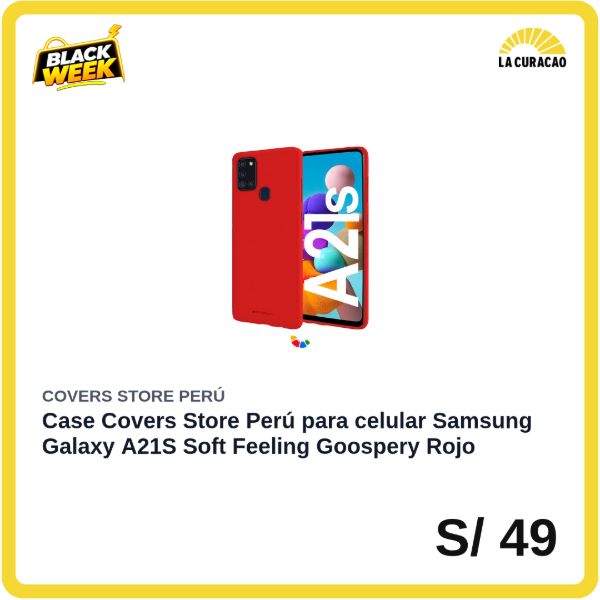 BLACK
WEEK
LA CURACAO
A21s
COVERS STORE PERÚ
Case Covers Store Perú para celular Samsung
Galaxy A21S Soft Feeling Goospery Rojo
S/ 49